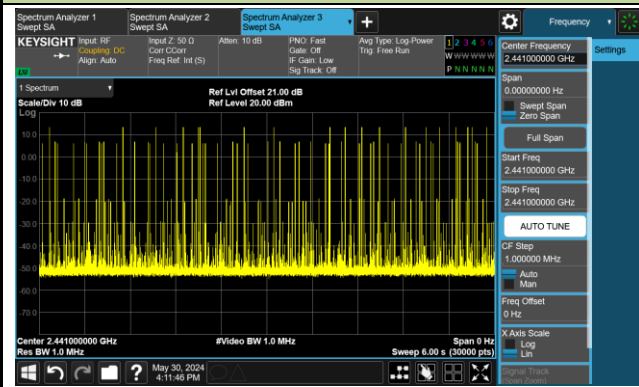 Spectrum Analyzer 1
Swept SA
Spectrum Analyzer 2
Swept SA
Spectrum Analyzer 3
Swept SA
Frequency
KEYSIGHT
Input: RF
Coupling: DC
Align: Auto
Input Z: 50 Ω
Corr CCorr
Freq Ref: Int (S)
Atten: 10 dB
PNO: Fast
Gate: Off
IF Gain: Low
Sig Track: Off
Avg Type: Log-Power
Trig: Free Run
1 2 3 4 5 6
W W W W W W
P N N N N N
LVI
1 Spectrum
Scale/Div 10 dB
Log
Ref Lvl Offset 21.00 dB
Ref Level 20.00 dBm
10.0
0.00
-10.0
-20.0
-30.0
-40.0
-50.0
-60.0
-70.0
Center 2.441000000 GHz
Res BW 1.0 MHz
#Video BW 1.0 MHz
Span 0 Hz
Sweep 6.00 s (30000 pts)
May 30, 2024
4:11:46 PM
Center Frequency
2.441000000 GHz
Settings
Span
0.00000000 Hz
Swept Span
Zero Span
Full Span
Start Freq
2.441000000 GHz
Stop Freq
2.441000000 GHz
AUTO TUNE
CF Step
1.000000 MHz
Auto
Man
Freq Offset
0 Hz
X Axis Scale
Log
Lin
Signal Track
(Span Zoom)